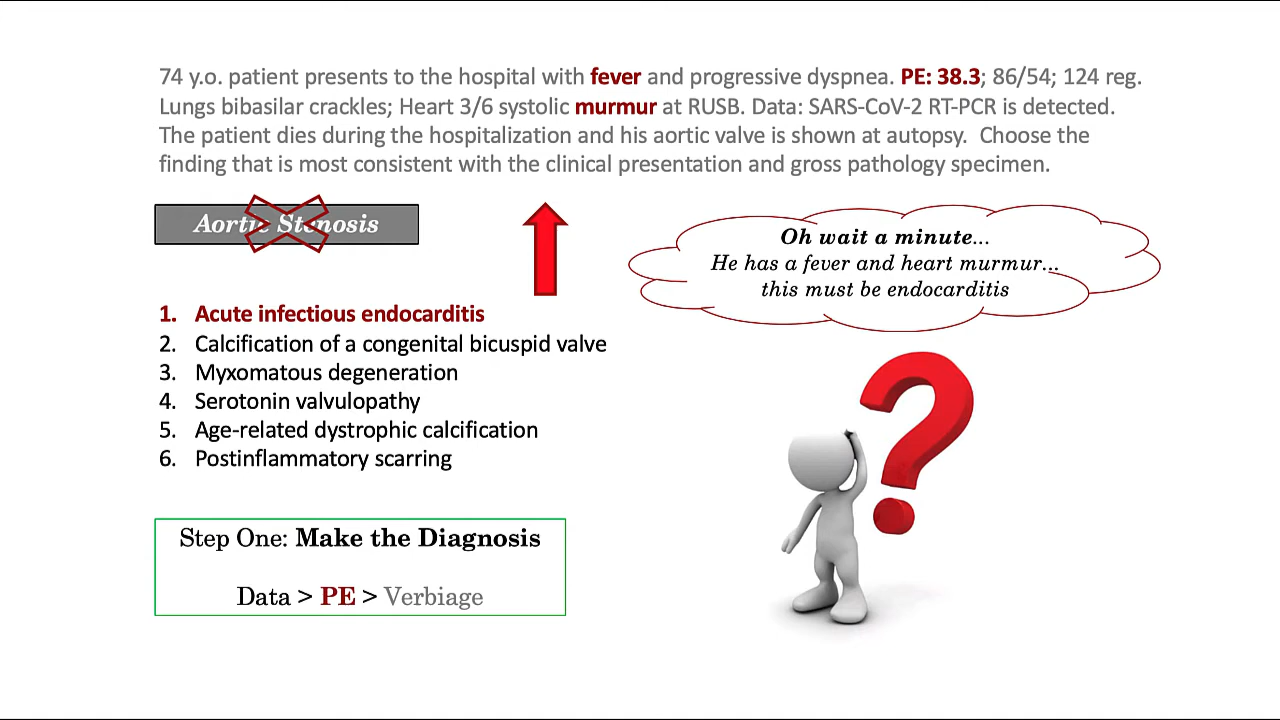 74 y.o. patient presents to the hospital with fever and progressive dyspnea. PE: 38.3; 86/54; 124 reg.
Lungs bibasilar crackles; Heart 3/6 systolic murmur at RUSB. Data: SARS-CoV-2 RT-PCR is detected.
The patient dies during the hospitalization and his aortic valve is shown at autopsy. Choose the
finding that is most consistent with the clinical presentation and gross pathology specimen.
Aortic Stenosis
Oh wait a minute...
He has a fever and heart murmur...
this must be endocarditis
1. Acute infectious endocarditis
2. Calcification of a congenital bicuspid valve
3. Myxomatous degeneration
4. Serotonin valvulopathy
5. Age-related dystrophic calcification
6. Postinflammatory scarring
Step One: Make the Diagnosis
Data > PE > Verbiage